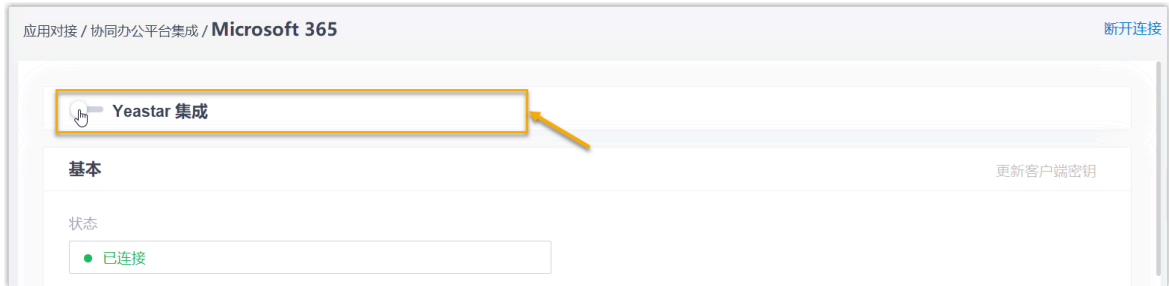 应用对接 / 协同办公平台集成 / Microsoft 365
断开连接
Yeastar 集成
基本
更新客户端密钥
状态
已连接